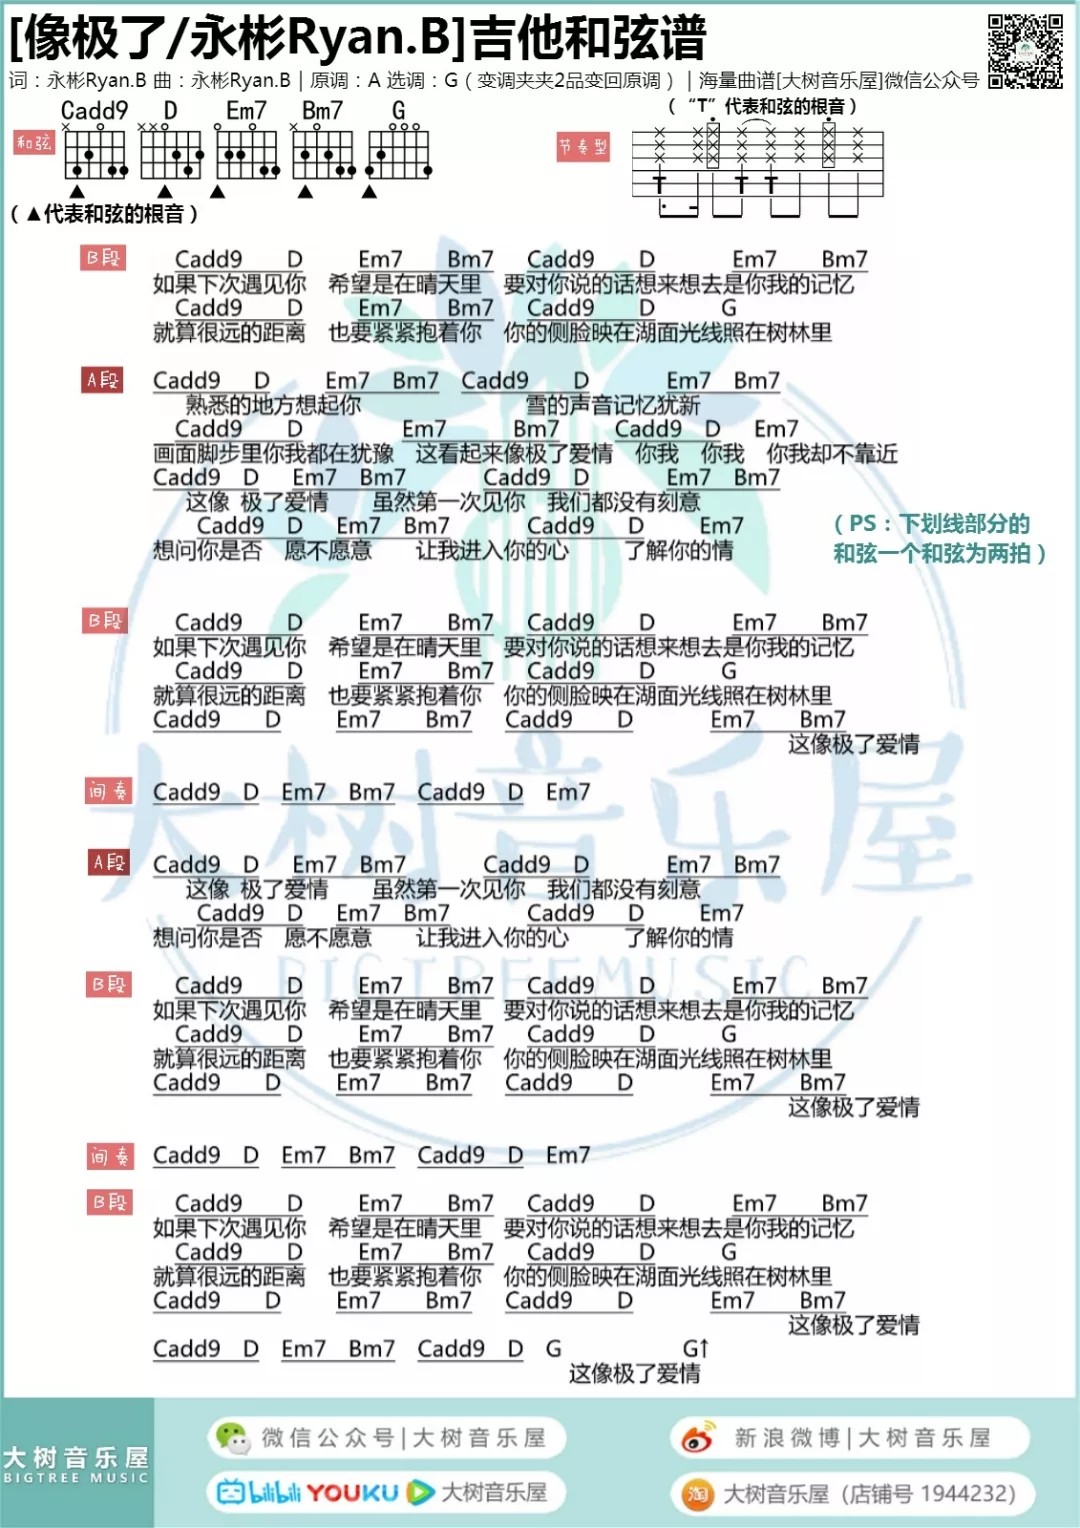 [像极了/永彬Ryan.B]吉他和弦谱
词：永彬Ryan.B 曲：永彬Ryan.B | 原调：A 选调：G（变调夹夹2品变回原调） | 海量曲谱[大树音乐屋]微信公众号
Cadd9 D Em7 Bm7 G
和弦
（▲代表和弦的根音）
（“T”代表和弦的根音）
节奏型
T T T
B段
Cadd9 D Em7 Bm7 Cadd9 D Em7 Bm7
如果下次遇见你 希望是在晴天里 要对你说的话想来想去是你我的记忆
Cadd9 D Em7 Bm7 Cadd9 D G
就算很远的距离 也要紧紧抱着你 你的侧脸映在湖面光线照在树林里
A段
Cadd9 D Em7 Bm7 Cadd9 D Em7 Bm7
熟悉的地方想起你 雪的声音记忆犹新
Cadd9 D Em7 Bm7 Cadd9 D Em7
画面脚步里你我都在犹豫 这看起来像极了爱情 你我 你我 你我却不靠近
Cadd9 D Em7 Bm7 Cadd9 D Em7 Bm7
这像 极了爱情 虽然第一次见你 我们都没有刻意
Cadd9 D Em7 Bm7 Cadd9 D Em7
想问你是否 愿不愿意 让我进入你的心 了解你的情
（PS：下划线部分的
和弦一个和弦为两拍）
B段
Cadd9 D Em7 Bm7 Cadd9 D Em7 Bm7
如果下次遇见你 希望是在晴天里 要对你说的话想来想去是你我的记忆
Cadd9 D Em7 Bm7 Cadd9 D G
就算很远的距离 也要紧紧抱着你 你的侧脸映在湖面光线照在树林里
Cadd9 D Em7 Bm7 Cadd9 D Em7 Bm7
这像极了爱情
间奏
Cadd9 D Em7 Bm7 Cadd9 D Em7
大树音乐屋
A段
Cadd9 D Em7 Bm7 Cadd9 D Em7 Bm7
这像 极了爱情 虽然第一次见你 我们都没有刻意
Cadd9 D Em7 Bm7 Cadd9 D Em7
想问你是否 愿不愿意 让我进入你的心 了解你的情
BIGTREEMUSIC
B段
Cadd9 D Em7 Bm7 Cadd9 D Em7 Bm7
如果下次遇见你 希望是在晴天里 要对你说的话想来想去是你我的记忆
Cadd9 D Em7 Bm7 Cadd9 D G
就算很远的距离 也要紧紧抱着你 你的侧脸映在湖面光线照在树林里
Cadd9 D Em7 Bm7 Cadd9 D Em7 Bm7
这像极了爱情
间奏
Cadd9 D Em7 Bm7 Cadd9 D Em7
B段
Cadd9 D Em7 Bm7 Cadd9 D Em7 Bm7
如果下次遇见你 希望是在晴天里 要对你说的话想来想去是你我的记忆
Cadd9 D Em7 Bm7 Cadd9 D G
就算很远的距离 也要紧紧抱着你 你的侧脸映在湖面光线照在树林里
Cadd9 D Em7 Bm7 Cadd9 D Em7 Bm7
这像极了爱情
Cadd9 D Em7 Bm7 Cadd9 D G G↑
这像极了爱情
大树音乐屋
BIGTREE MUSIC
微信公众号|大树音乐屋
新浪微博|大树音乐屋
bilibili YOUKU 大树音乐屋
淘 大树音乐屋（店铺号 1944232）